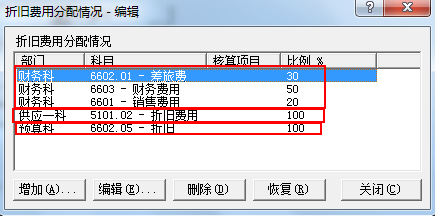 折旧费用分配情况 - 编辑
折旧费用分配情况
部门 科目 核算项目 比例 %
财务科 6602.01 - 差旅费 30
财务科 6603 - 财务费用 50
财务科 6601 - 销售费用 20
供应一科 5101.02 - 折旧费用 100
预算科 6602.05 - 折旧 100
增加(A)... 编辑(E)... 删除(D) 恢复(R) 关闭(C)